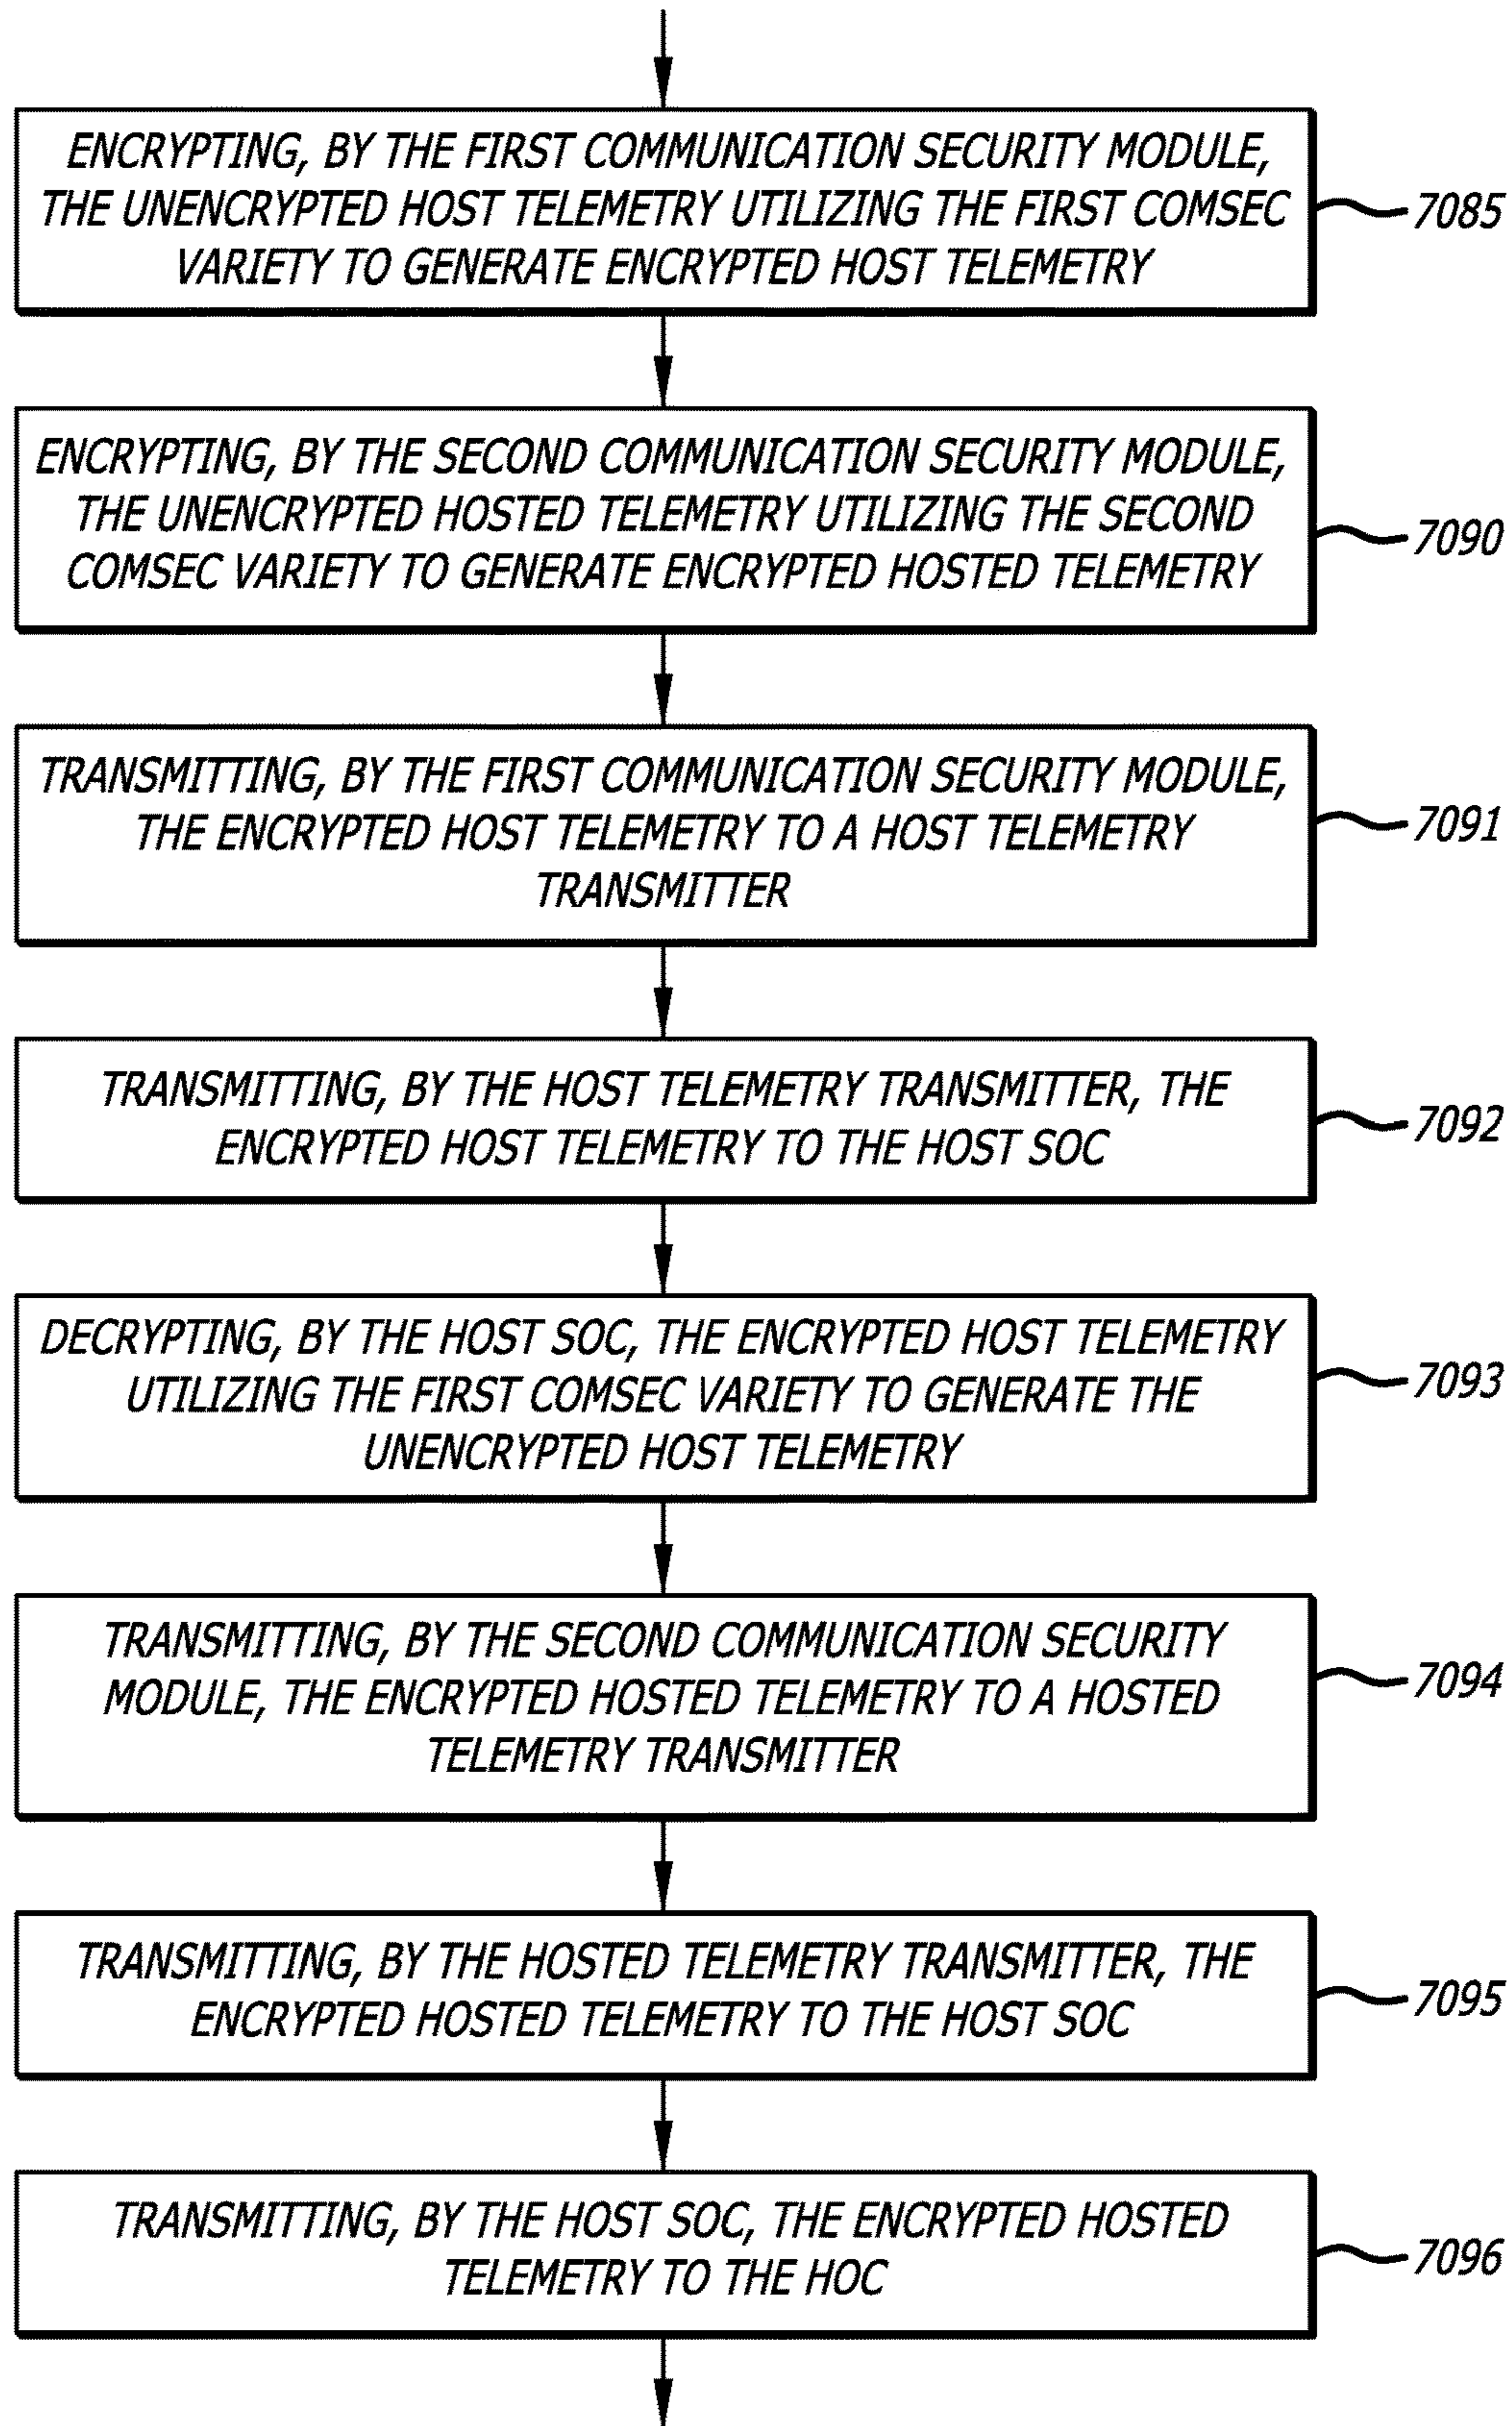 ENCRYPTING, BY THE FIRST COMMUNICATION SECURITY MODULE,
THE UNENCRYPTED HOST TELEMETRY UTILIZING THE FIRST COMSEC
VARIETY TO GENERATE ENCRYPTED HOST TELEMETRY
7085
ENCRYPTING, BY THE SECOND COMMUNICATION SECURITY MODULE,
THE UNENCRYPTED HOSTED TELEMETRY UTILIZING THE SECOND
COMSEC VARIETY TO GENERATE ENCRYPTED HOSTED TELEMETRY
7090
TRANSMITTING, BY THE FIRST COMMUNICATION SECURITY MODULE,
THE ENCRYPTED HOST TELEMETRY TO A HOST TELEMETRY
TRANSMITTER
7091
TRANSMITTING, BY THE HOST TELEMETRY TRANSMITTER, THE
ENCRYPTED HOST TELEMETRY TO THE HOST SOC
7092
DECRYPTING, BY THE HOST SOC, THE ENCRYPTED HOST TELEMETRY
UTILIZING THE FIRST COMSEC VARIETY TO GENERATE THE
UNENCRYPTED HOST TELEMETRY
7093
TRANSMITTING, BY THE SECOND COMMUNICATION SECURITY
MODULE, THE ENCRYPTED HOSTED TELEMETRY TO A HOSTED
TELEMETRY TRANSMITTER
7094
TRANSMITTING, BY THE HOSTED TELEMETRY TRANSMITTER, THE
ENCRYPTED HOSTED TELEMETRY TO THE HOST SOC
7095
TRANSMITTING, BY THE HOST SOC, THE ENCRYPTED HOSTED
TELEMETRY TO THE HOC
7096